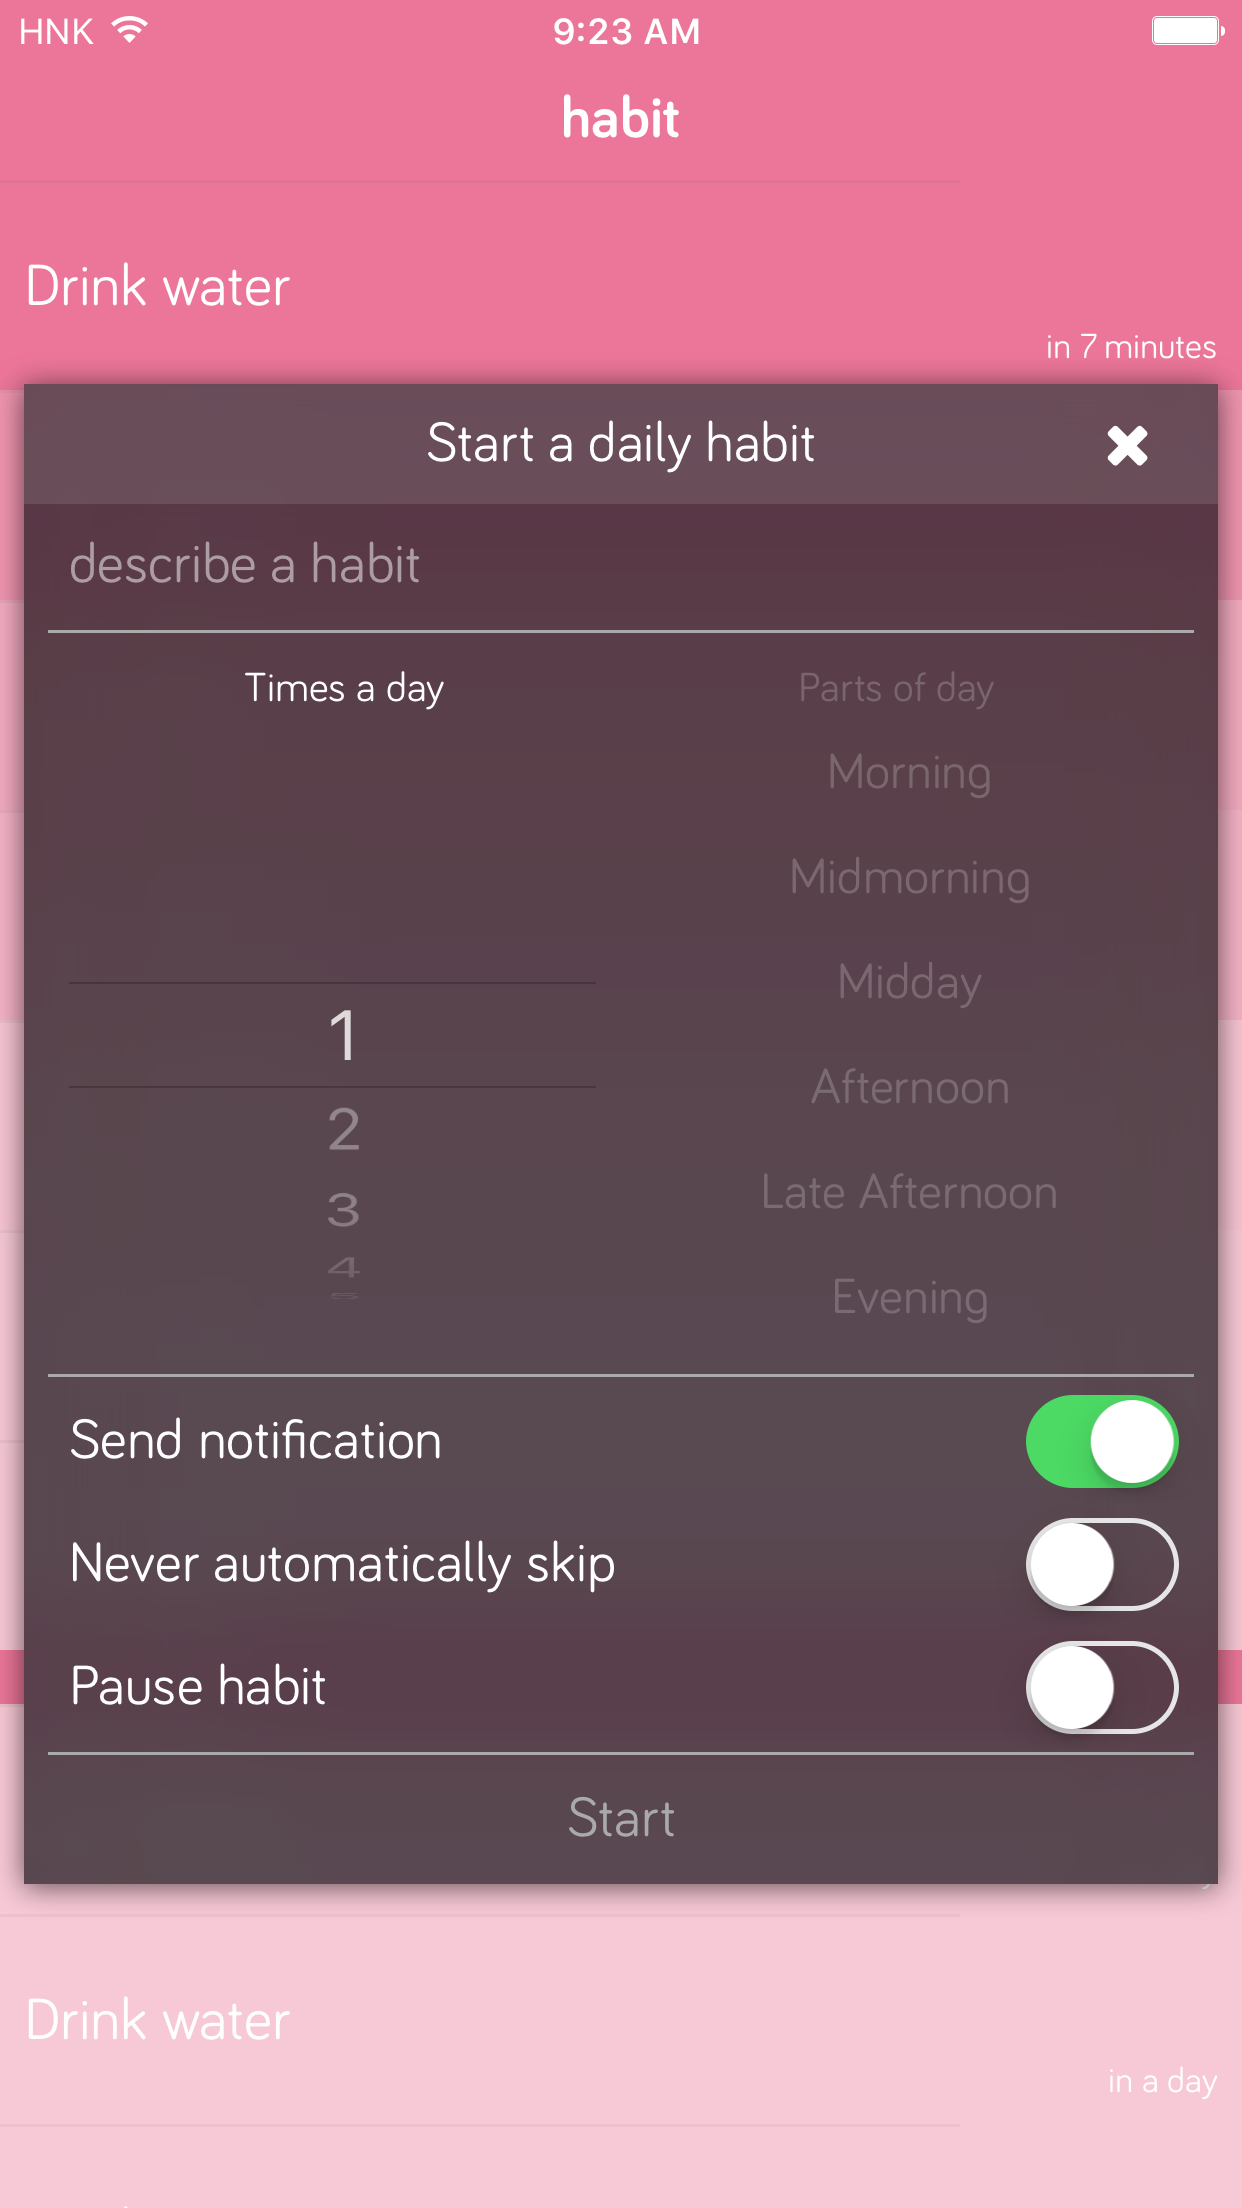 HNK 9:23 AM
habit
Drink water
in 7 minutes
Start a daily habit
describe a habit
Times a day
Parts of day
Morning
Midmorning
Midday
Afternoon
Late Afternoon
Evening
1
2
3
4
5
Send notification
Never automatically skip
Pause habit
Start
Drink water
in a day